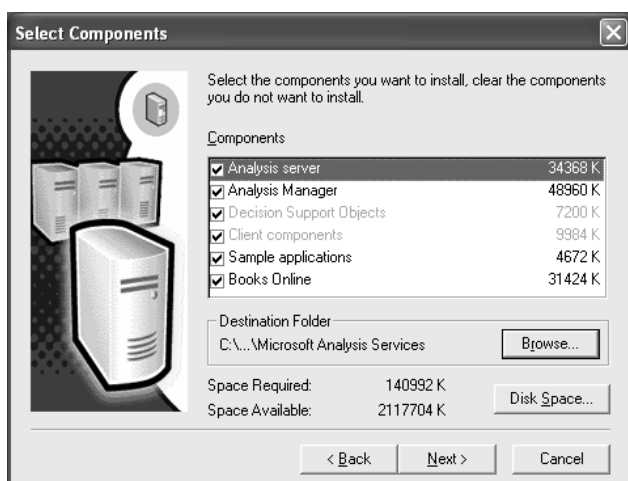 Select Components
Select the components you want to install, clear the components
you do not want to install.
Components
Analysis server 34368 K
Analysis Manager 48960 K
Decision Support Objects 7200 K
Client components 9984 K
Sample applications 4672 K
Books Online 31424 K
Destination Folder
C:\...\Microsoft Analysis Services Browse...
Space Required: 140992 K
Space Available: 2117704 K
Disk Space...
< Back Next > Cancel